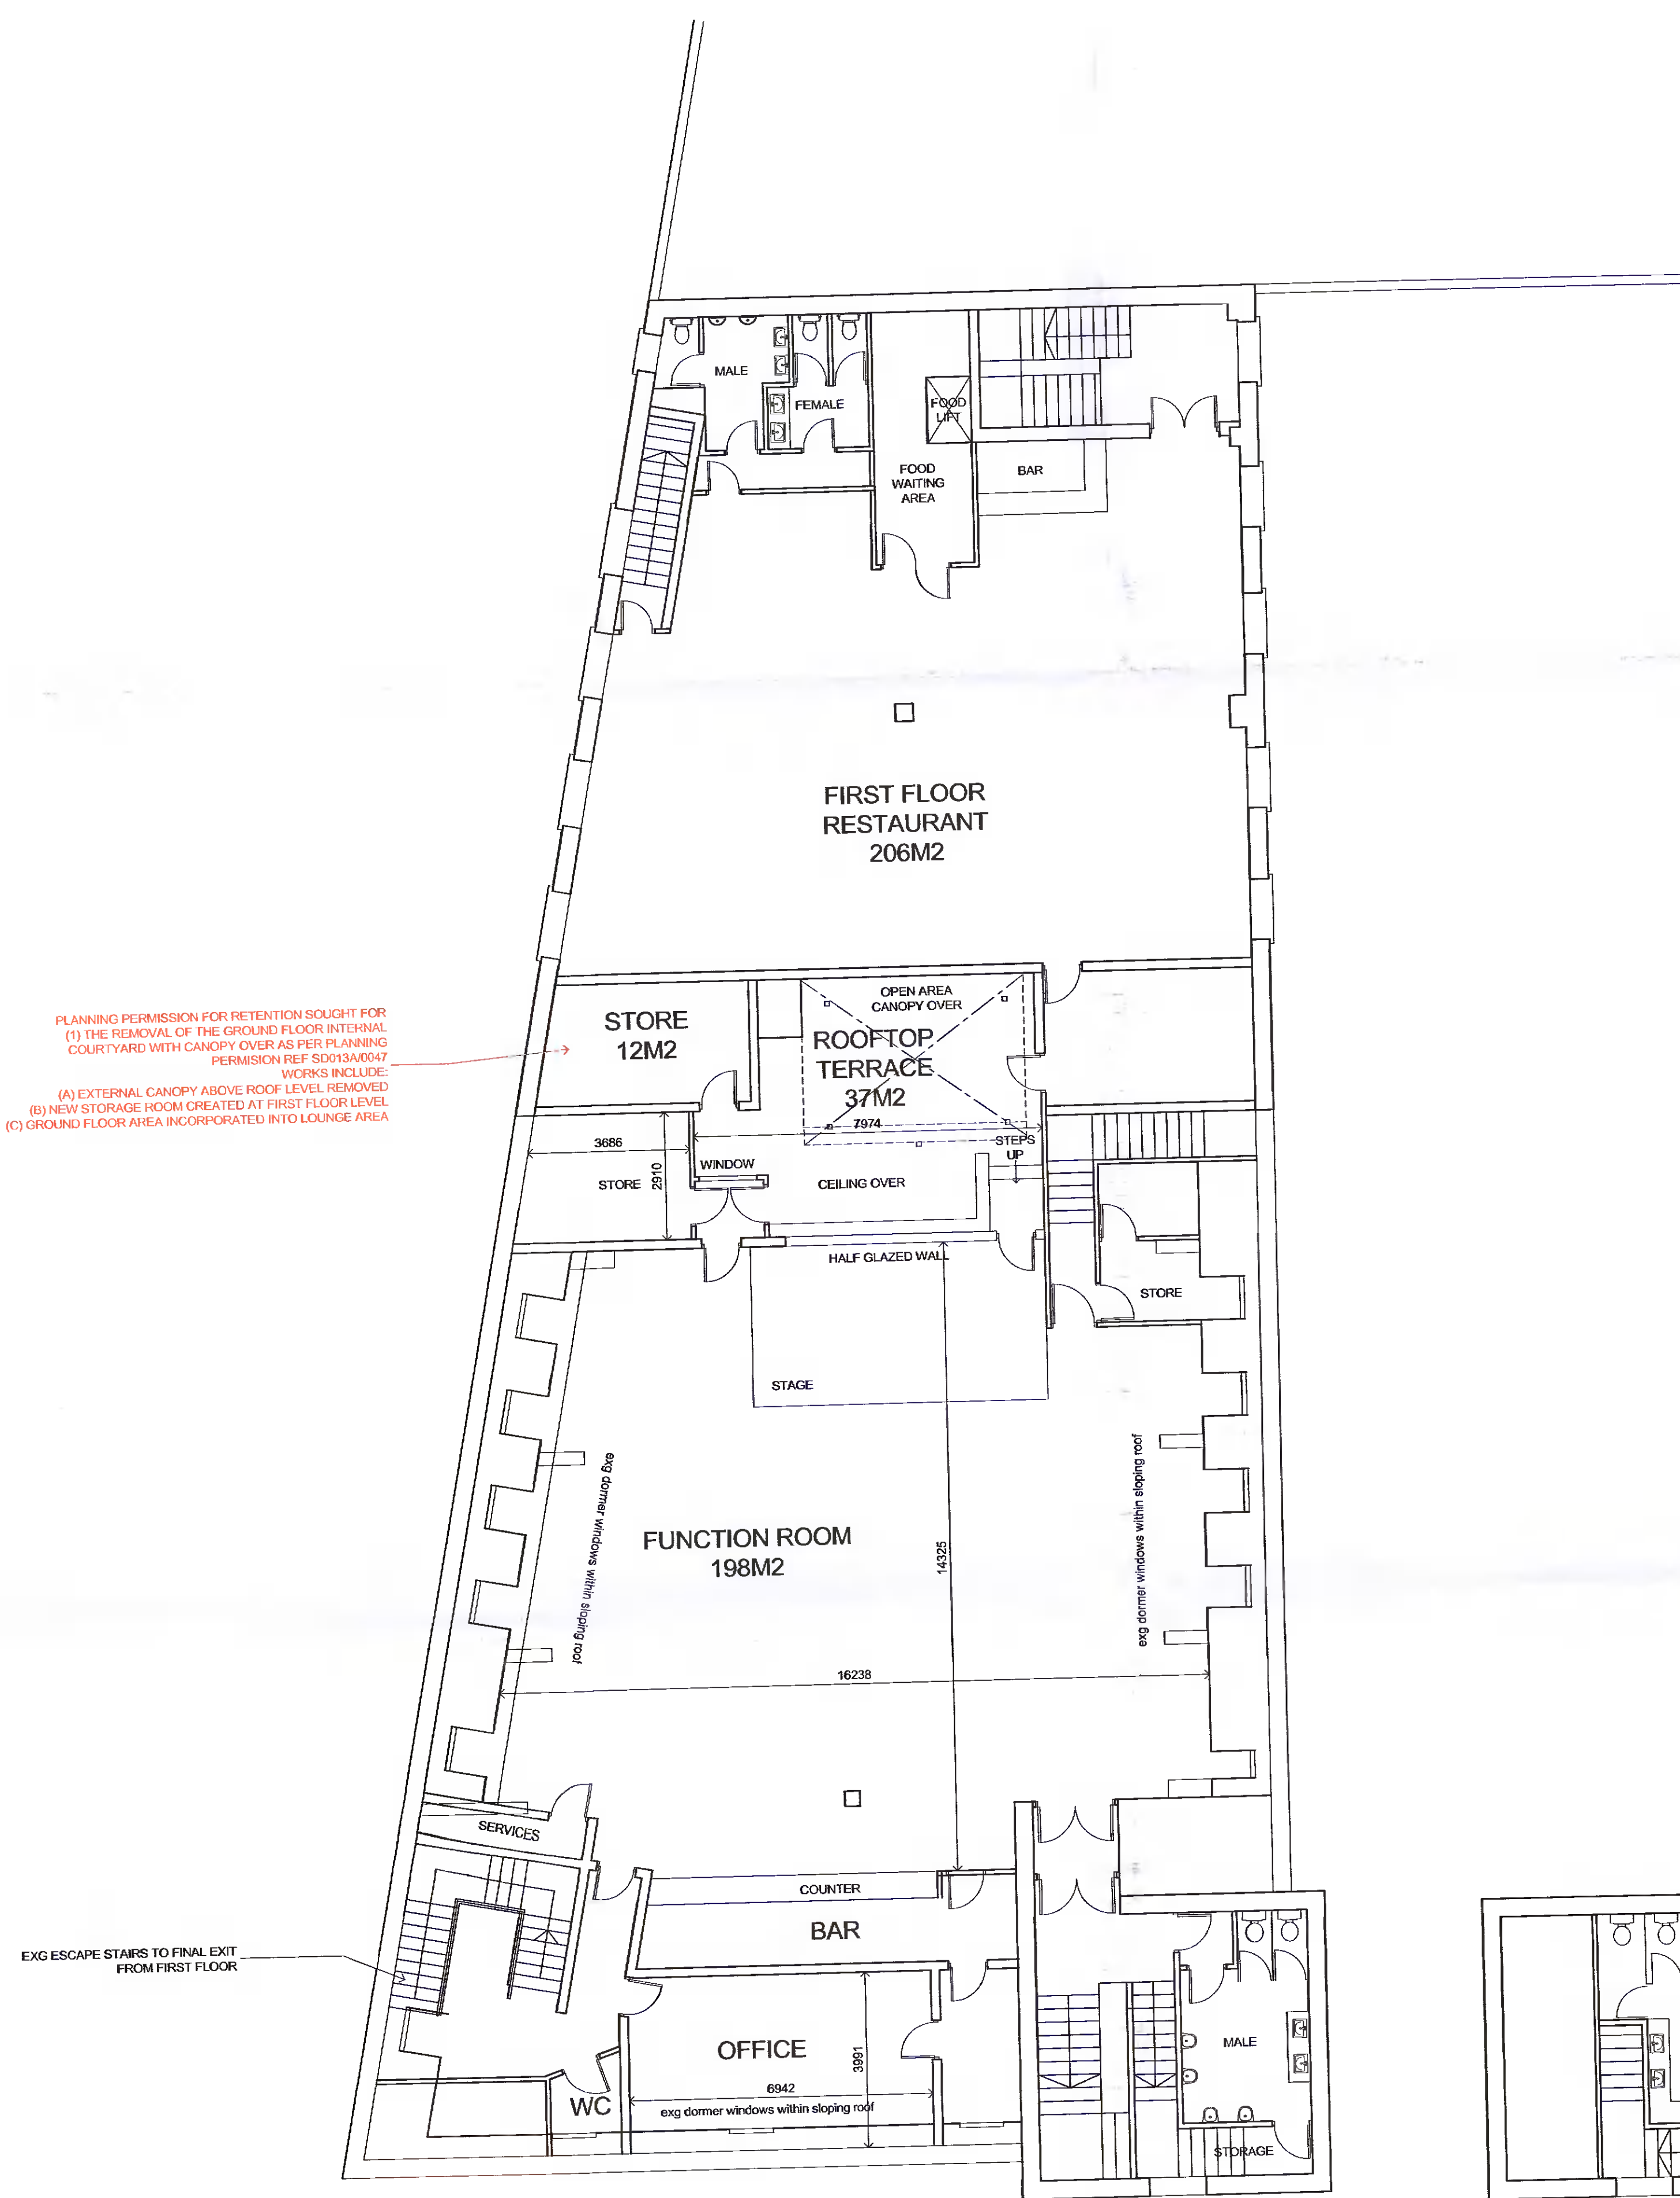 MALE
FEMALE
FOOD
LIFT
FOOD
WAITING
AREA
BAR
FIRST FLOOR
RESTAURANT
206M2
PLANNING PERMISSION FOR RETENTION SOUGHT FOR
(1) THE REMOVAL OF THE GROUND FLOOR INTERNAL
COURTYARD WITH CANOPY OVER AS PER PLANNING
PERMISION REF SD013A/0047
WORKS INCLUDE:
(A) EXTERNAL CANOPY ABOVE ROOF LEVEL REMOVED
(B) NEW STORAGE ROOM CREATED AT FIRST FLOOR LEVEL
(C) GROUND FLOOR AREA INCORPORATED INTO LOUNGE AREA
STORE
12M2
OPEN AREA
CANOPY OVER
ROOFTOP
TERRACE
37M2
7974
STEPS
UP
3686
2910
STORE
WINDOW
CEILING OVER
HALF GLAZED WALL
STORE
STAGE
exg dormer windows within sloping roof
exg dormer windows within sloping roof
FUNCTION ROOM
198M2
14325
16238
SERVICES
COUNTER
BAR
EXG ESCAPE STAIRS TO FINAL EXIT
FROM FIRST FLOOR
OFFICE
3991
6942
exg dormer windows within sloping roof
WC
MALE
STORAGE